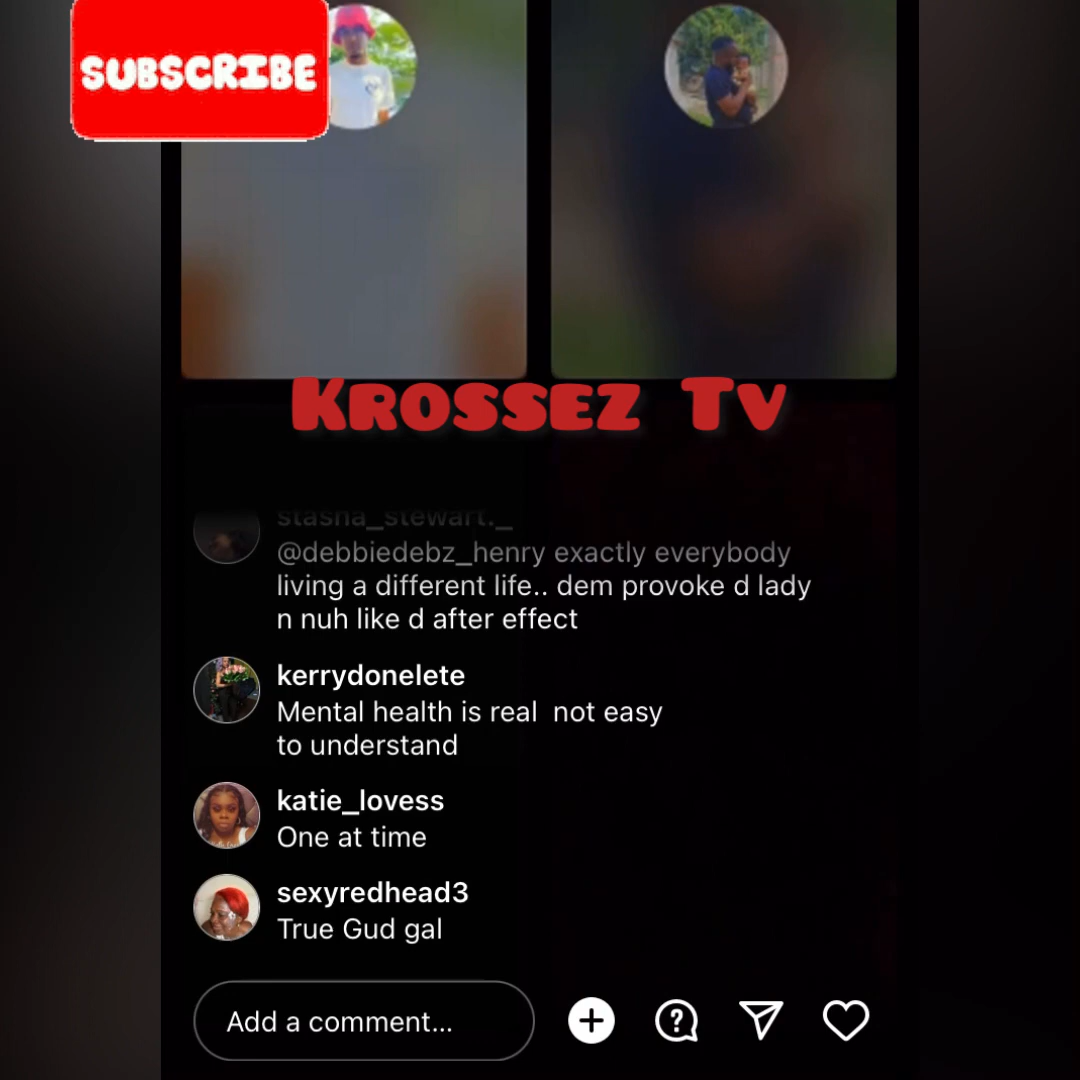 SUBSCRIBE
KROSSEZ TV
stasha_stewart._
@debbiedebz_henry exactly everybody
living a different life.. dem provoke d lady
n nuh like d after effect
kerrydonelete
Mental health is real  not easy
to understand
katie_lovess
One at time
sexyredhead3
True Gud gal
Add a comment...